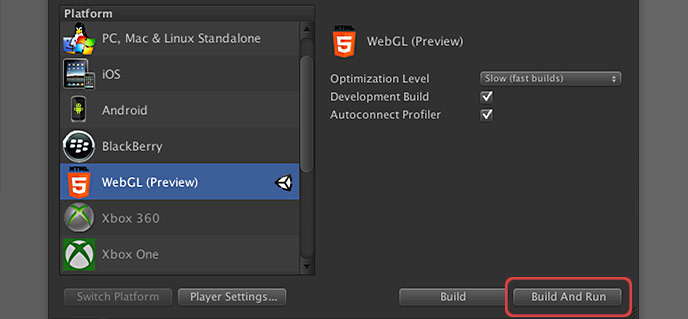 Platform
PC, Mac & Linux Standalone
iOS
Android
BlackBerry
HTML
5
WebGL (Preview)
Xbox 360
Xbox One
HTML
5
WebGL (Preview)
Optimization Level
Slow (fast builds)
Development Build
Autoconnect Profiler
Switch Platform
Player Settings...
Build
Build And Run